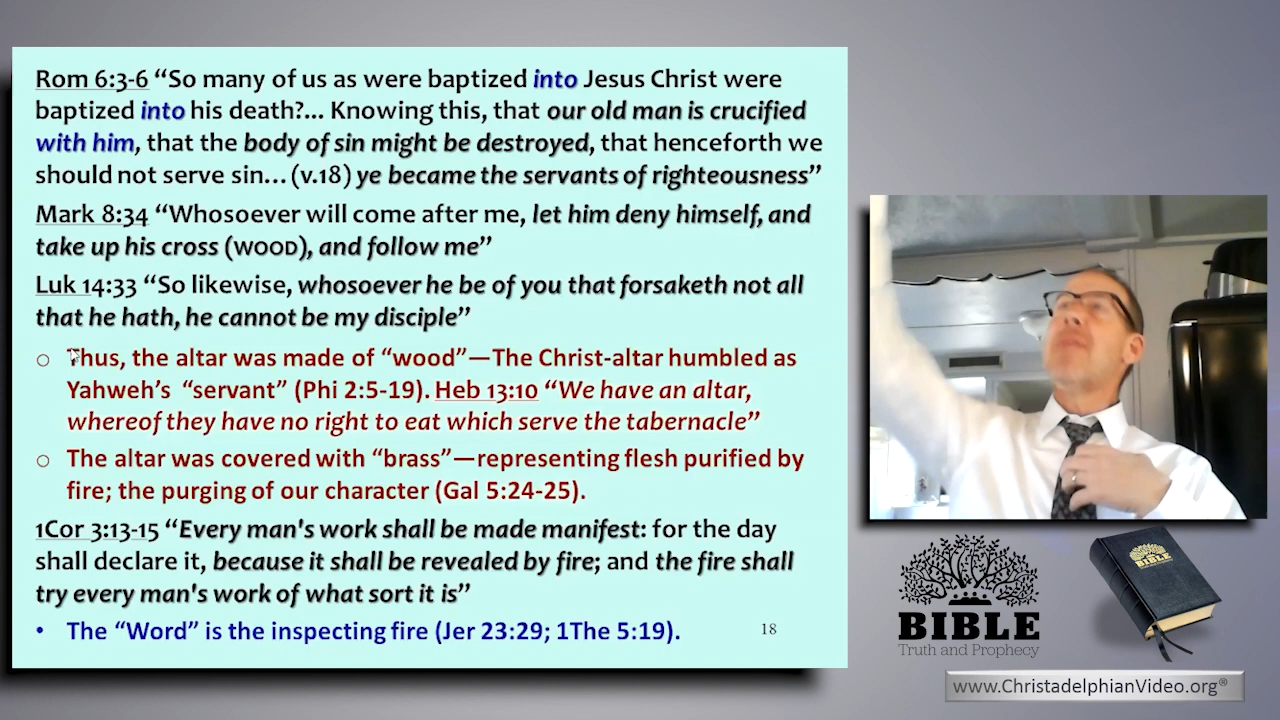 Rom 6:3-6 “So many of us as were baptized into Jesus Christ were
baptized into his death?... Knowing this, that our old man is crucified
with him, that the body of sin might be destroyed, that henceforth we
should not serve sin… (v.18) ye became the servants of righteousness”
Mark 8:34 “Whosoever will come after me, let him deny himself, and
take up his cross (WOOD), and follow me”
Luk 14:33 “So likewise, whosoever he be of you that forsaketh not all
that he hath, he cannot be my disciple”
○ Thus, the altar was made of “wood”—The Christ-altar humbled as
Yahweh’s “servant” (Phi 2:5-19). Heb 13:10 “We have an altar,
whereof they have no right to eat which serve the tabernacle”
○ The altar was covered with “brass”—representing flesh purified by
fire; the purging of our character (Gal 5:24-25).
1Cor 3:13-15 “Every man's work shall be made manifest: for the day
shall declare it, because it shall be revealed by fire; and the fire shall
try every man's work of what sort it is”
• The “Word” is the inspecting fire (Jer 23:29; 1The 5:19).
18
BIBLE
Truth and Prophecy
www.ChristadelphianVideo.org®